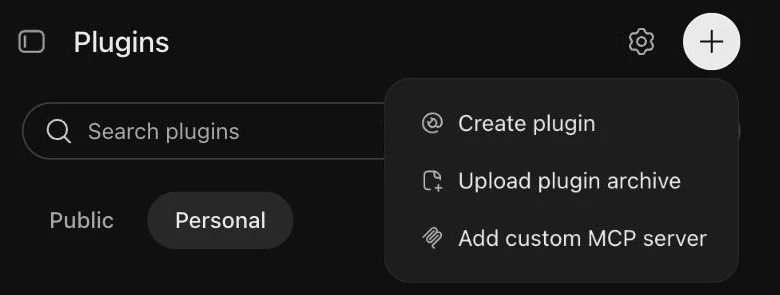 Plugins
Search plugins
Public
Personal
Create plugin
Upload plugin archive
Add custom MCP server